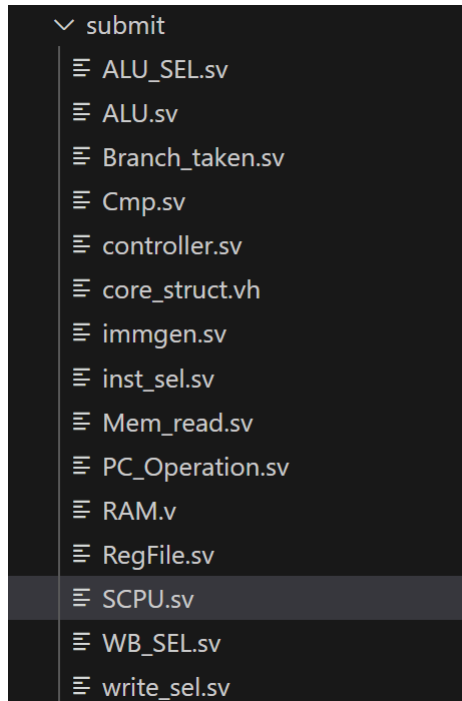 submit
ALU_SEL.sv
ALU.sv
Branch_taken.sv
Cmp.sv
controller.sv
core_struct.vh
immgen.sv
inst_sel.sv
Mem_read.sv
PC_Operation.sv
RAM.v
RegFile.sv
SCPU.sv
WB_SEL.sv
write_sel.sv